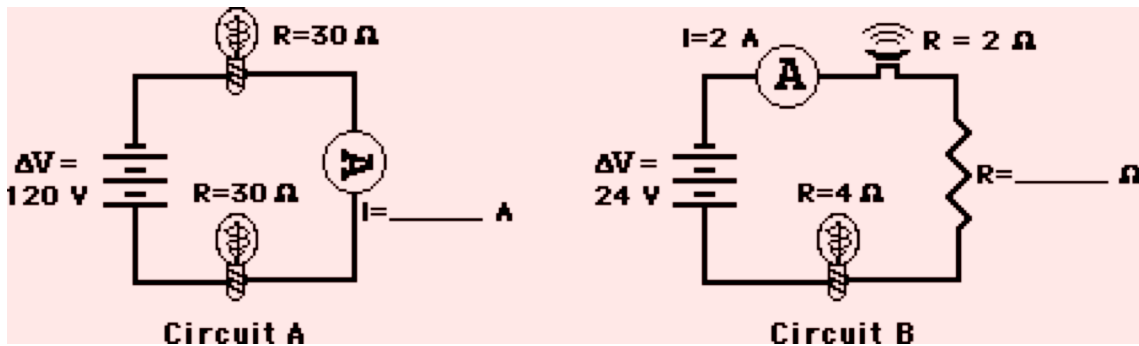 R=30 Ω
ΔV=
120 V
R=30 Ω
A
I=______ A
Circuit A
I=2 A
A
R = 2 Ω
ΔV=
24 V
R=4 Ω
R=______ Ω
Circuit B